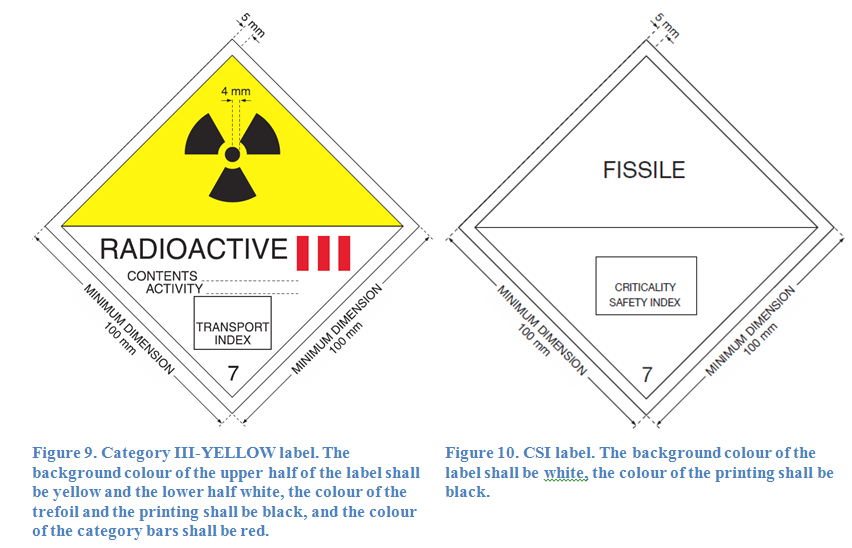 5 mm
4 mm
RADIOACTIVE
CONTENTS
ACTIVITY
TRANSPORT
INDEX
7
MINIMUM DIMENSION
100 mm
MINIMUM DIMENSION
100 mm
5 mm
FISSILE
CRITICALITY
SAFETY INDEX
7
MINIMUM DIMENSION
100 mm
MINIMUM DIMENSION
100 mm
Figure 9. Category III-YELLOW label. The
background colour of the upper half of the label shall
be yellow and the lower half white, the colour of the
trefoil and the printing shall be black, and the colour
of the category bars shall be red.
Figure 10. CSI label. The background colour of the
label shall be white, the colour of the printing shall be
black.